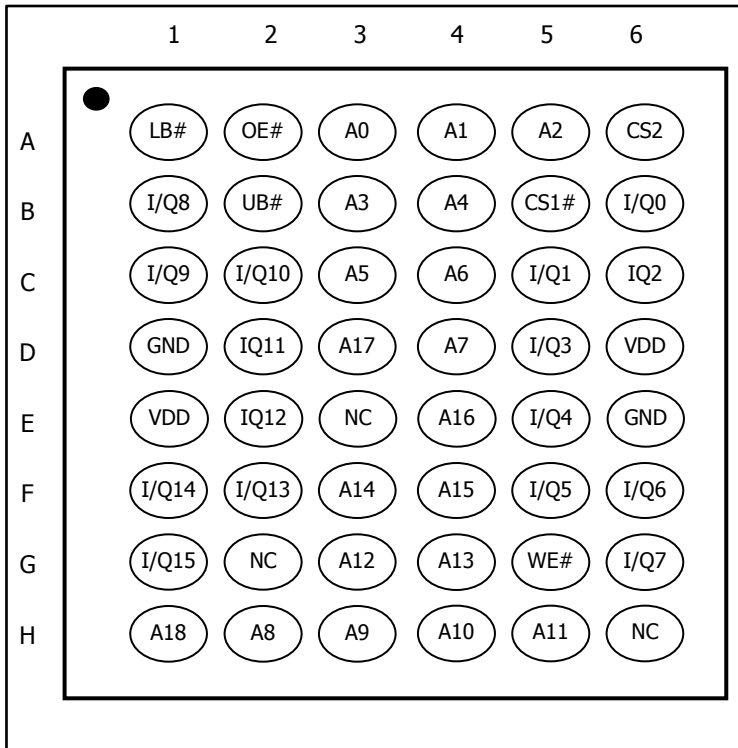 1 2 3 4 5 6
A LB# OE# A0 A1 A2 CS2
B I/Q8 UB# A3 A4 CS1# I/Q0
C I/Q9 I/Q10 A5 A6 I/Q1 IQ2
D GND IQ11 A17 A7 I/Q3 VDD
E VDD IQ12 NC A16 I/Q4 GND
F I/Q14 I/Q13 A14 A15 I/Q5 I/Q6
G I/Q15 NC A12 A13 WE# I/Q7
H A18 A8 A9 A10 A11 NC